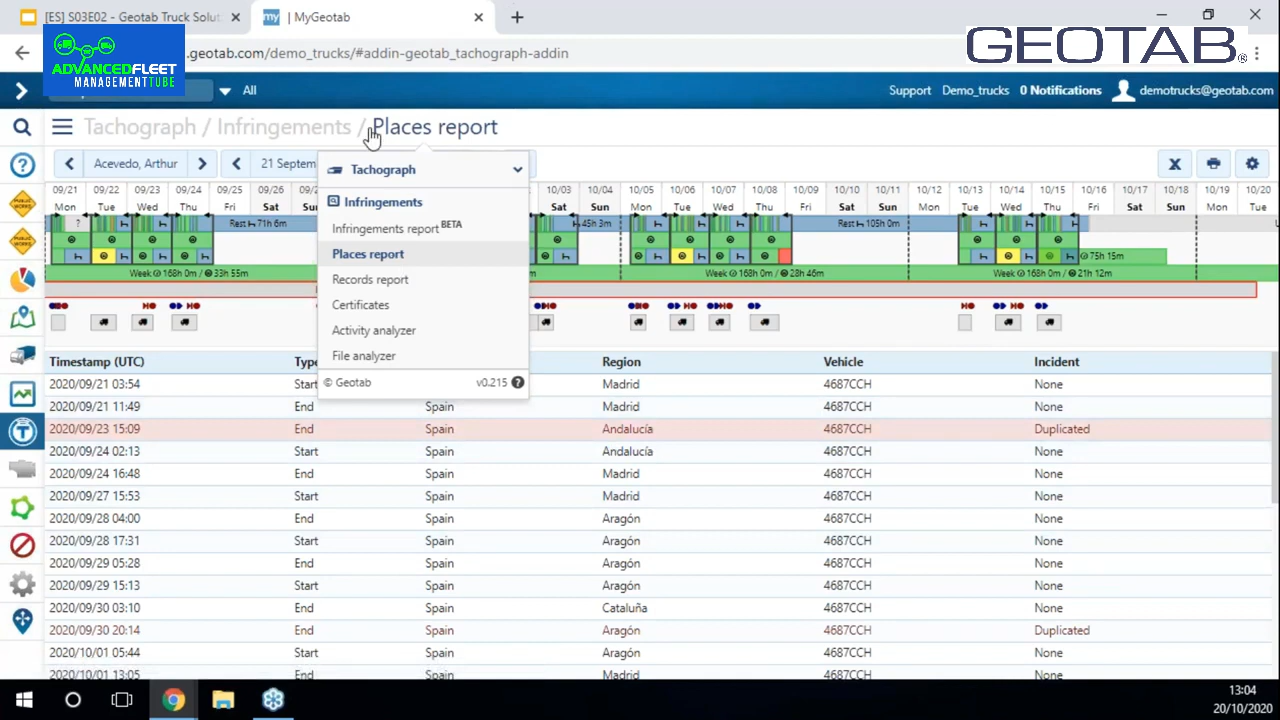 [ES] S03E02 - Geotab Truck Solut
| MyGeotab
my
ADVANCEDFLEET
MANAGEMENTTUBE
.geotab.com/demo_trucks/#addin-geotab_tachograph-addin
GEOTAB®
All
Support
Demo_trucks
0 Notifications
demotrucks@geotab.com
Tachograph / Infringements / Places report
Acevedo, Arthur
21 Septem
X
09/21 09/22 09/23 09/24 09/25 09/26 10/03 10/04 10/05 10/06 10/07 10/08 10/09 10/10 10/11 10/12 10/13 10/14 10/15 10/16 10/17 10/18 10/19 10/20
Mon Tue Wed Thu Fri Sat Su Sat Sun Mon Tue Wed Thu Fri Sat Sun Mon Tue Wed Thu Fri Sat Sun Mon Tue
?
Rest 71h 6m
45h 3m
Rest 105h 0m
75h 15m
Week 168h 0m / 33h 55m
Week 168h 0m / 28h 46m
Week 168h 0m / 21h 12m
Tachograph
Infringements
Infringements report BETA
Places report
Records report
Certificates
Activity analyzer
File analyzer
© Geotab v0.215 ?
Timestamp (UTC) Type Region Vehicle Incident
2020/09/21 03:54 Start Madrid 4687CCH None
2020/09/21 11:49 End Spain Madrid 4687CCH None
2020/09/23 15:09 End Spain Andalucía 4687CCH Duplicated
2020/09/24 02:13 Start Spain Andalucía 4687CCH None
2020/09/24 16:48 End Spain Madrid 4687CCH None
2020/09/27 15:53 Start Spain Madrid 4687CCH None
2020/09/28 04:00 End Spain Aragón 4687CCH None
2020/09/28 17:31 Start Spain Aragón 4687CCH None
2020/09/29 05:28 End Spain Aragón 4687CCH None
2020/09/29 15:13 Start Spain Aragón 4687CCH None
2020/09/30 03:10 End Spain Cataluña 4687CCH None
2020/09/30 20:14 End Spain Aragón 4687CCH Duplicated
2020/10/01 05:44 Start Spain Aragón 4687CCH None
2020/10/01 13:05 End Spain Madrid 4687CCH None
13:04
20/10/2020